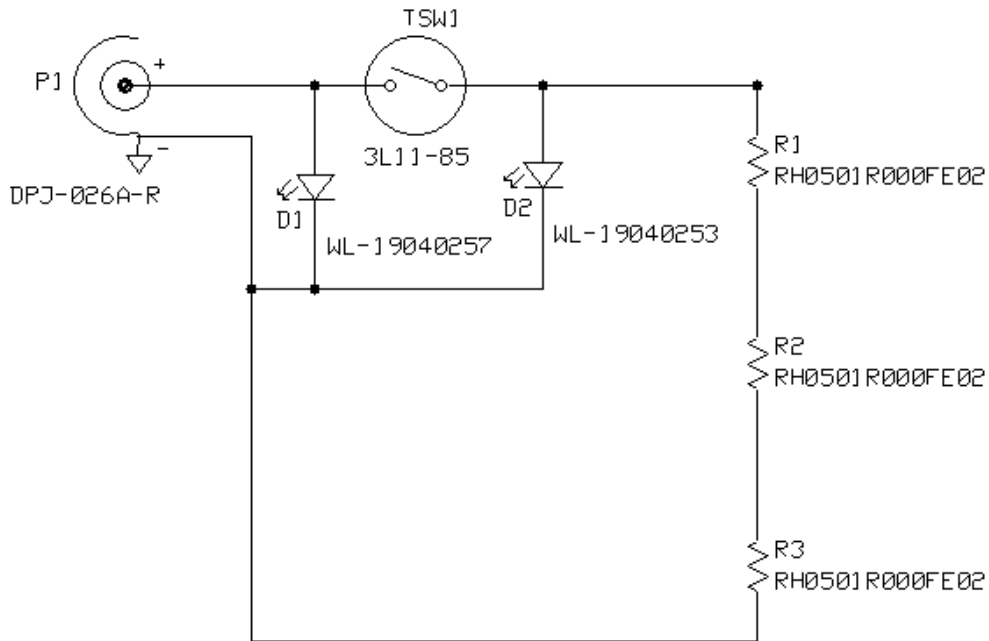 TSW1
P1
+
-
DPJ-026A-R
3L11-85
D1
WL-19040257
D2
WL-19040253
R1
RH0501R000FE02
R2
RH0501R000FE02
R3
RH0501R000FE02